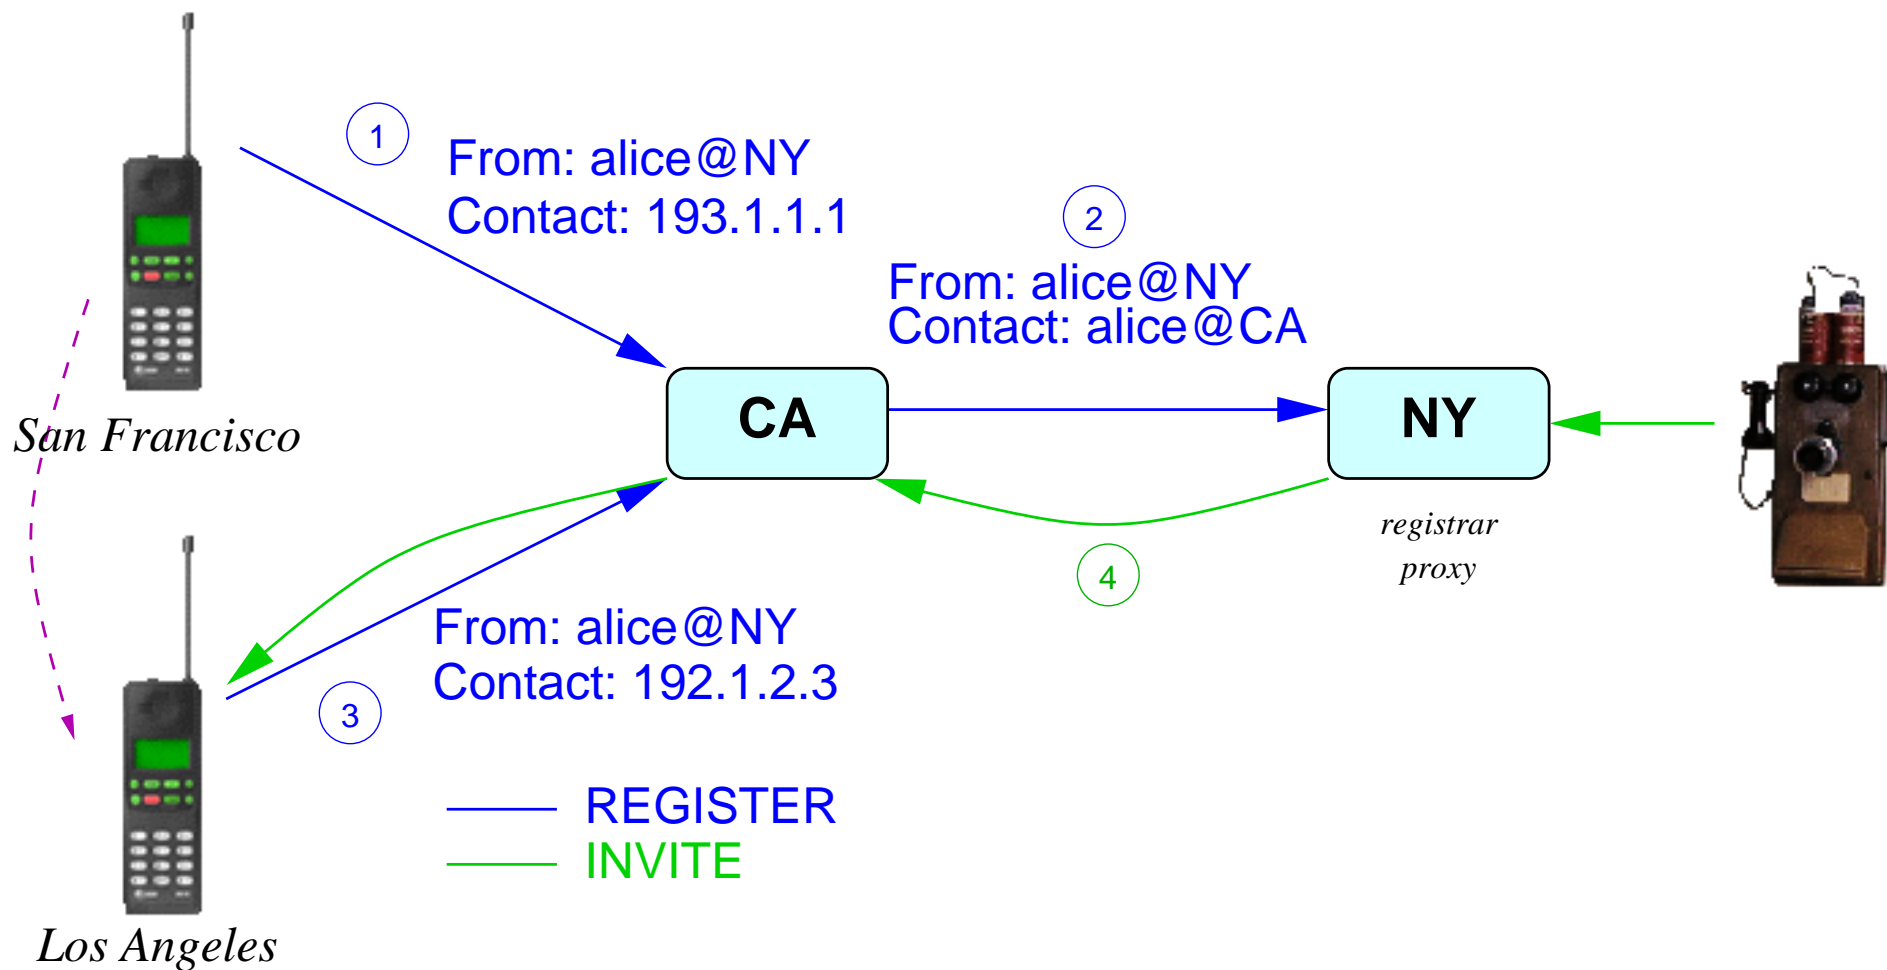 1
From: alice@NY
Contact: 193.1.1.1
2
From: alice@NY
Contact: alice@CA
CA
NY
San Francisco
registrar
proxy
4
From: alice@NY
Contact: 192.1.2.3
3
REGISTER
INVITE
Los Angeles